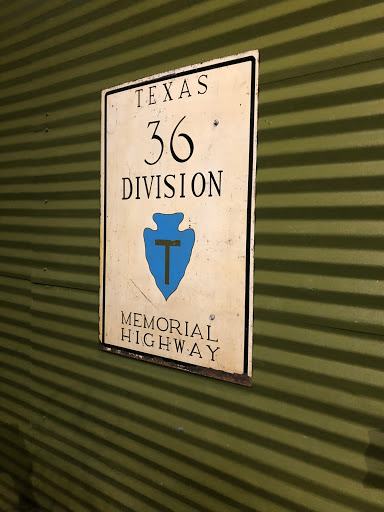 TEXAS
36
DIVISION
T
MEMORIAL
HIGHWAY